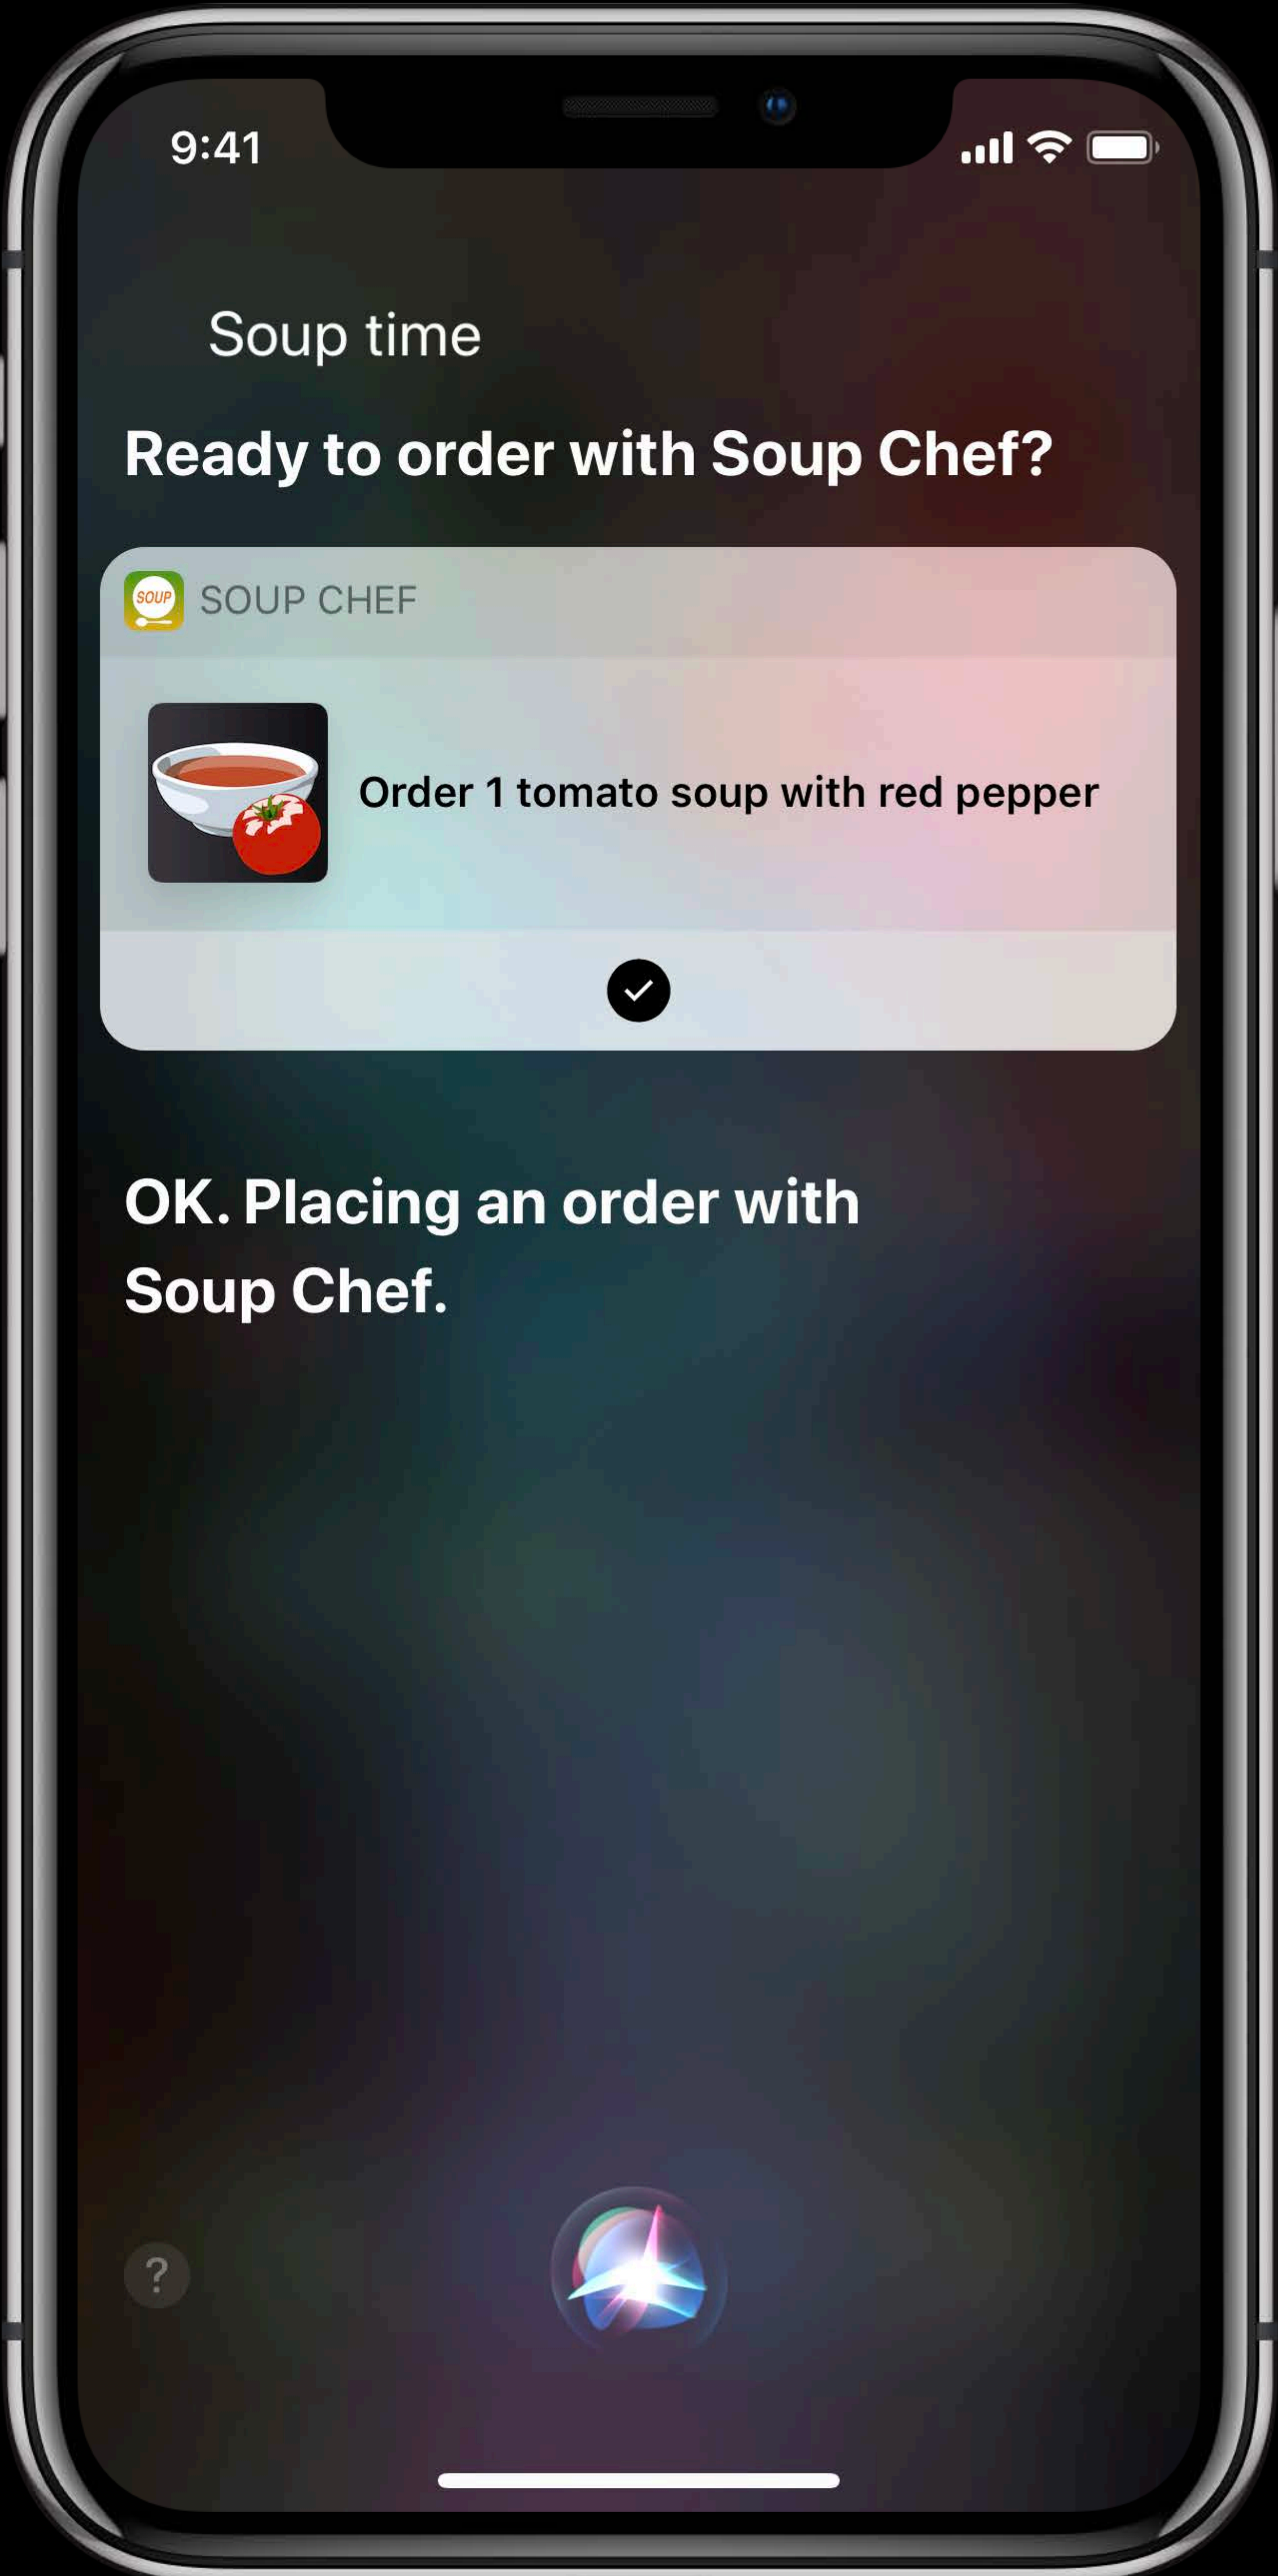 9:41
Soup time
Ready to order with Soup Chef?
SOUP
SOUP CHEF
Order 1 tomato soup with red pepper
OK. Placing an order with
Soup Chef.
?